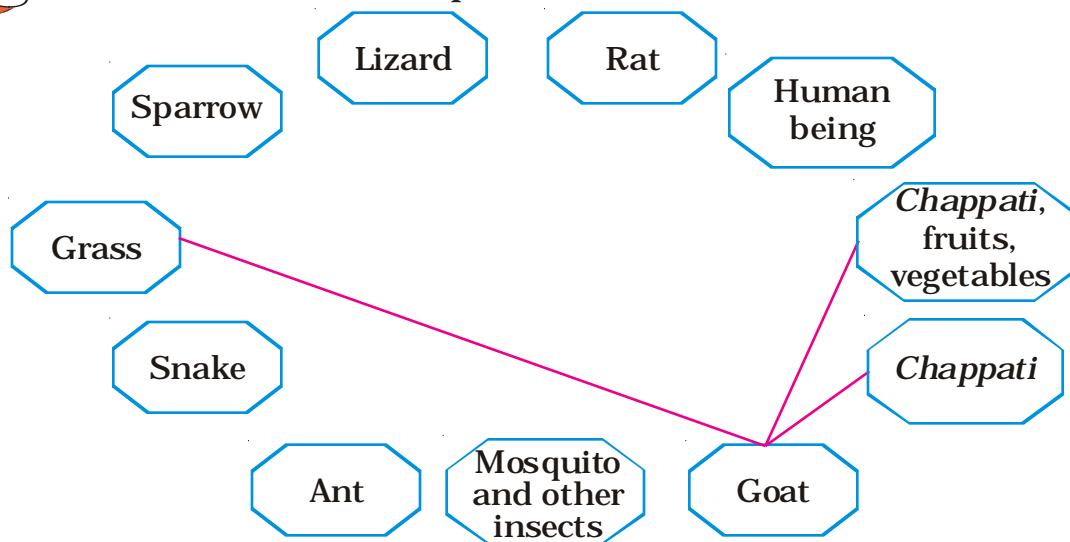 Lizard
Rat
Sparrow
Human
being
Chappati,
fruits,
vegetables
Grass
Snake
Chappati
Ant
Mosquito
and other
insects
Goat